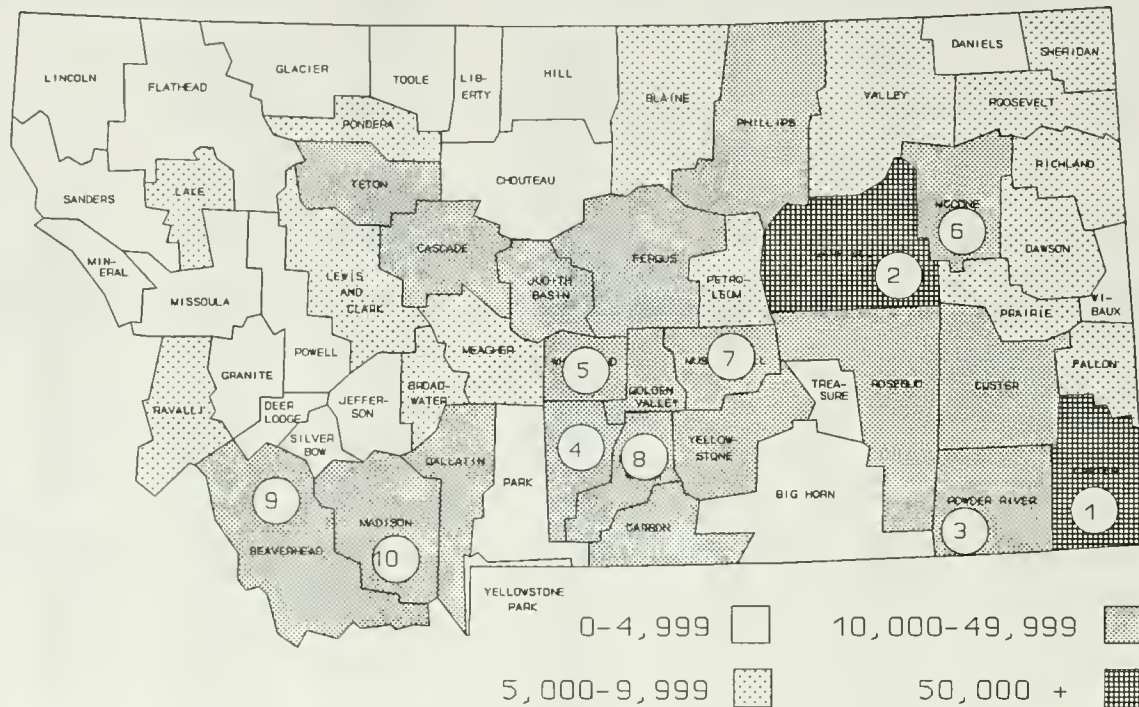 LINCOLN
FLATHEAD
GLACIER
TOOLE
LIB-
ERTY
HILL
BLAINE
PHILLIPS
VALLEY
DANIELS
SHERIDAN
ROOSEVELT
PONDERA
TETON
CHOUTEAU
RICHLAND
SANDERS
LAKE
MCCONE
6
DAWSON
CASCADE
FERGUS
JUDITH
BASIN
PETRO-
LEUM
2
MIN-
ERAL
MISSOULA
LEWIS
AND
CLARK
PRAIRIE
WI-
BAUX
POWELL
MEAGHER
5
7
GRANITE
GOLDEN
VALLEY
TREA-
SURE
ROSEBUD
CUSTER
FALLON
RAVALLI
DEER
LODGE
JEFFER-
SON
BROAD-
WATER
SILVER
BOW
GALLATIN
PARK
4
8
YELLOW-
STONE
BIG HORN
POWDER RIVER
3
CARTER
1
9
BEAVERHEAD
MADISON
10
CARBON
YELLOWSTONE
PARK
0-4,999
10,000-49,999
5,000-9,999
50,000 +